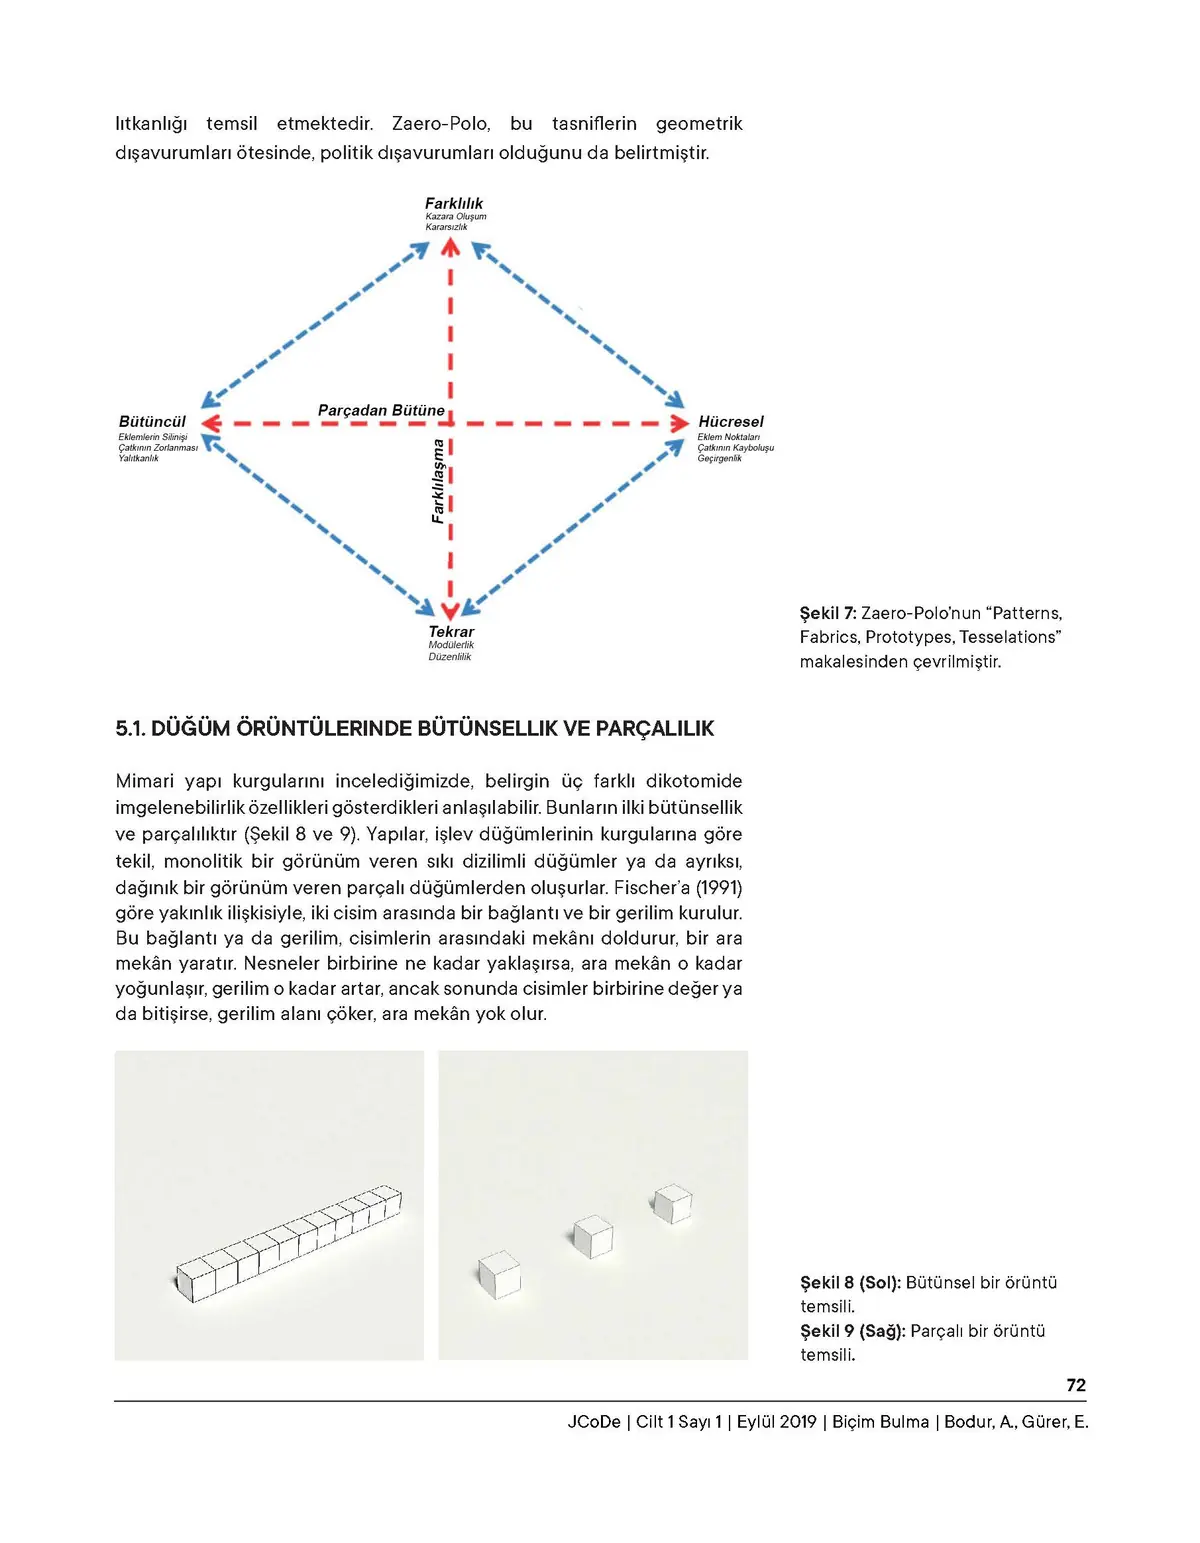 lıtkanlığı temsil etmektedir. Zaero-Polo, bu tasniflerin geometrik
dışavurumları ötesinde, politik dışavurumları olduğunu da belirtmiştir.
Farklılık
Kazara Oluşum
Kararsızlık
Parçadan Bütüne
Bütüncül
Eklemlerin Silinişi
Çatkının Zorlanması
Yalıtkanlık
Hücresel
Eklem Noktaları
Çatkının Kayboluşu
Geçirgenlik
Farklılaşma
Tekrar
Modülerlik
Düzenlilik
Şekil 7: Zaero-Polo’nun “Patterns,
Fabrics, Prototypes, Tesselations”
makalesinden çevrilmiştir.
5.1. DÜĞÜM ÖRÜNTÜLERINDE BÜTÜNSELLIK VE PARÇALILIK
Mimari yapı kurgularını incelediğimizde, belirgin üç farklı dikotomide
imgelenebilirlik özellikleri gösterdikleri anlaşılabilir. Bunların ilki bütünsellik
ve parçalılıktır (Şekil 8 ve 9). Yapılar, işlev düğümlerinin kurgularına göre
tekil, monolitik bir görünüm veren sıkı dizilimli düğümler ya da ayrıksı,
dağınık bir görünüm veren parçalı düğümlerden oluşurlar. Fischer’a (1991)
göre yakınlık ilişkisiyle, iki cisim arasında bir bağlantı ve bir gerilim kurulur.
Bu bağlantı ya da gerilim, cisimlerin arasındaki mekânı doldurur, bir ara
mekân yaratır. Nesneler birbirine ne kadar yaklaşırsa, ara mekân o kadar
yoğunlaşır, gerilim o kadar artar, ancak sonunda cisimler birbirine değer ya
da bitişirse, gerilim alanı çöker, ara mekân yok olur.
Şekil 8 (Sol): Bütünsel bir örüntü
temsili.
Şekil 9 (Sağ): Parçalı bir örüntü
temsili.
72
JCoDe | Cilt 1 Sayı 1 | Eylül 2019 | Biçim Bulma | Bodur, A., Gürer, E.